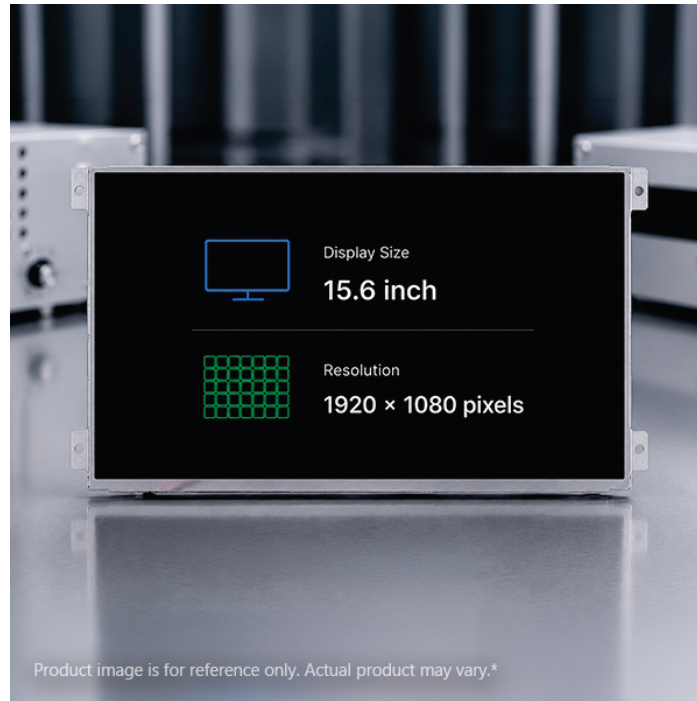 Display Size
15.6 inch
Resolution
1920 × 1080 pixels
Product image is for reference only. Actual product may vary.*